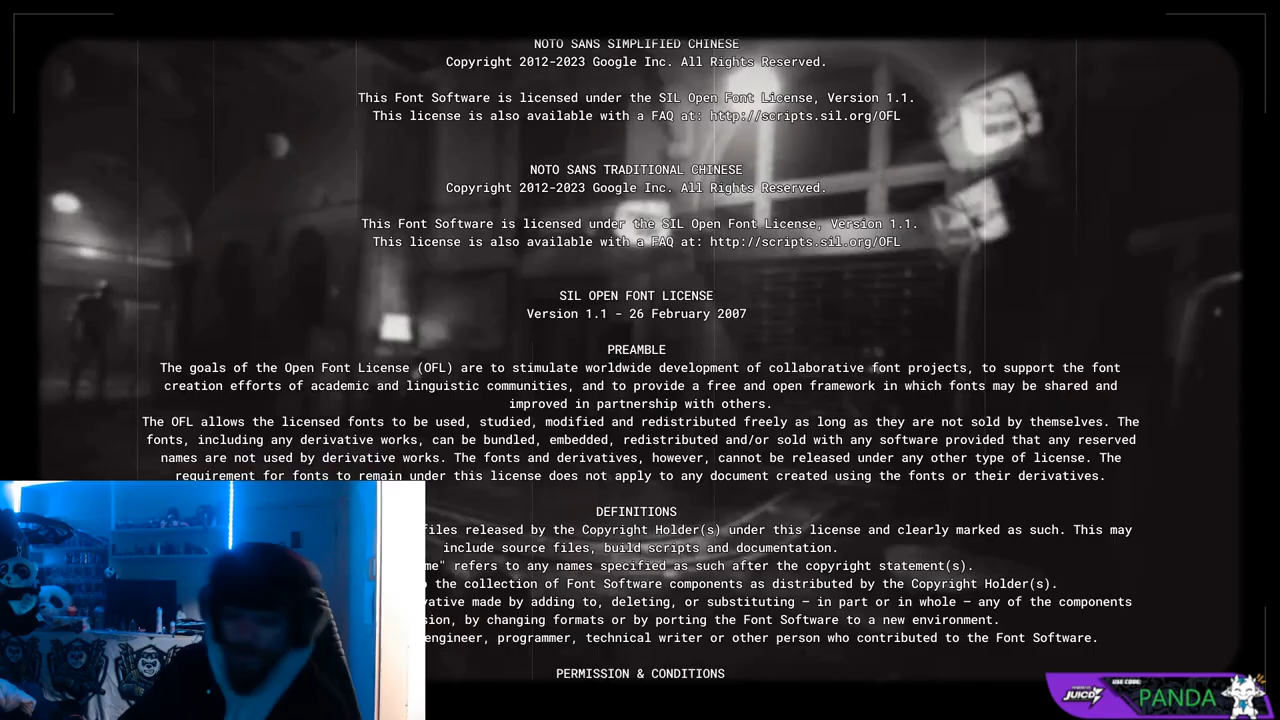 NOTO SANS SIMPLIFIED CHINESE
Copyright 2012-2023 Google Inc. All Rights Reserved.
This Font Software is licensed under the SIL Open Font License, Version 1.1.
This license is also available with a FAQ at: http://scripts.sil.org/OFL
NOTO SANS TRADITIONAL CHINESE
Copyright 2012-2023 Google Inc. All Rights Reserved.
This Font Software is licensed under the SIL Open Font License, Version 1.1.
This license is also available with a FAQ at: http://scripts.sil.org/OFL
SIL OPEN FONT LICENSE
Version 1.1 - 26 February 2007
PREAMBLE
The goals of the Open Font License (OFL) are to stimulate worldwide development of collaborative font projects, to support the font
creation efforts of academic and linguistic communities, and to provide a free and open framework in which fonts may be shared and
improved in partnership with others.
The OFL allows the licensed fonts to be used, studied, modified and redistributed freely as long as they are not sold by themselves. The
fonts, including any derivative works, can be bundled, embedded, redistributed and/or sold with any software provided that any reserved
names are not used by derivative works. The fonts and derivatives, however, cannot be released under any other type of license. The
requirement for fonts to remain under this license does not apply to any document created using the fonts or their derivatives.
DEFINITIONS
files released by the Copyright Holder(s) under this license and clearly marked as such. This may
include source files, build scripts and documentation.
me" refers to any names specified as such after the copyright statement(s).
the collection of Font Software components as distributed by the Copyright Holder(s).
vative made by adding to, deleting, or substituting — in part or in whole — any of the components
sion, by changing formats or by porting the Font Software to a new environment.
engineer, programmer, technical writer or other person who contributed to the Font Software.
PERMISSION & CONDITIONS
JUICD
USE CODE:
PANDA